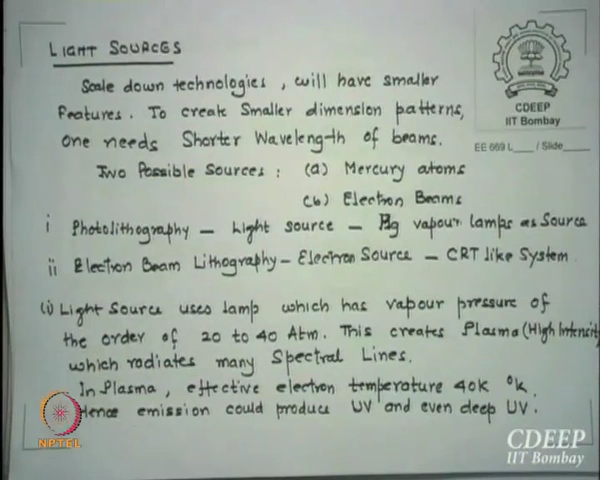 LIGHT SOURCES
Scale down technologies, will have smaller
features. To create Smaller dimension patterns,
one needs Shorter Wavelength of beams.
Two Possible Sources : (a) Mercury atoms
(b) Electron Beams
i Photolithography - Light source - Hg vapour lamps as Source
ii Electron Beam Lithography - Electron Source - CRT like System
(i) Light Source uses lamp which has vapour pressure of
the order of 20 to 40 Atm. This creates Plasma (High Intensity
which radiates many Spectral Lines.
In Plasma, effective electron temperature 40K °K.
Hence emission could produce UV and even deep UV.
CDEEP
IIT Bombay
EE 669 L___ / Slide____
NPTEL
CDEEP
IIT Bombay